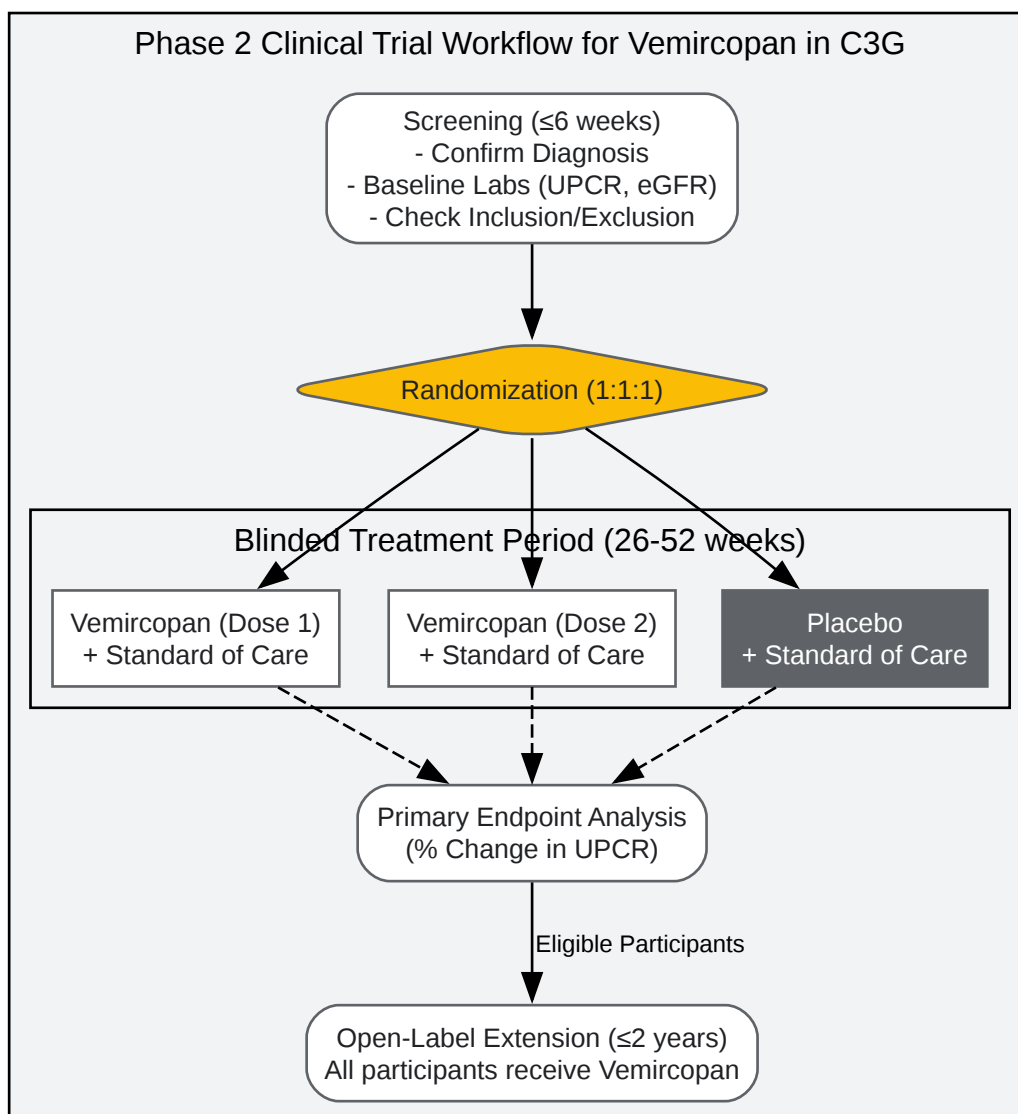 Phase 2 Clinical Trial Workflow for Vemircopan in C3G
Screening (≤6 weeks)
- Confirm Diagnosis
- Baseline Labs (UPCR, eGFR)
- Check Inclusion/Exclusion
Randomization (1:1:1)
Blinded Treatment Period (26-52 weeks)
Vemircopan (Dose 1)
+ Standard of Care
Vemircopan (Dose 2)
+ Standard of Care
Placebo
+ Standard of Care
Primary Endpoint Analysis
(% Change in UPCR)
Eligible Participants
Open-Label Extension (≤2 years)
All participants receive Vemircopan